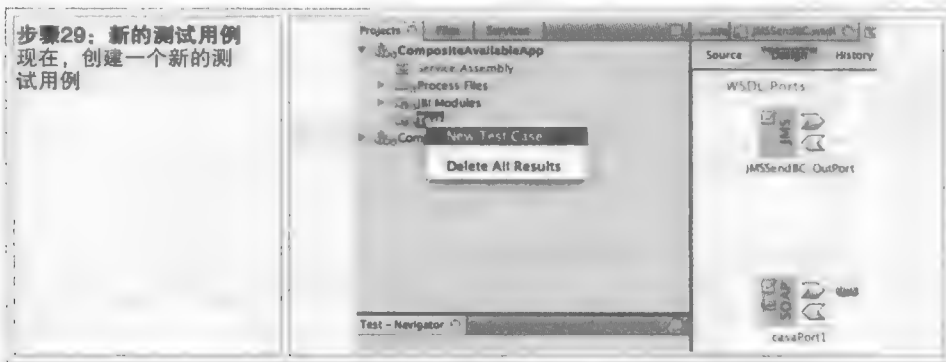 步骤29：新的测试用例
现在，创建一个新的测
试用例
Projects Files Services
CompositeAvailableApp
Service Assembly
Process Files
JBI Modules
Test
New Test Case
Delete All Results
Test - Navigator
Source Design History
WSDL Ports
JMS
JMSSendBC OutPort
SOAP
casaPort1